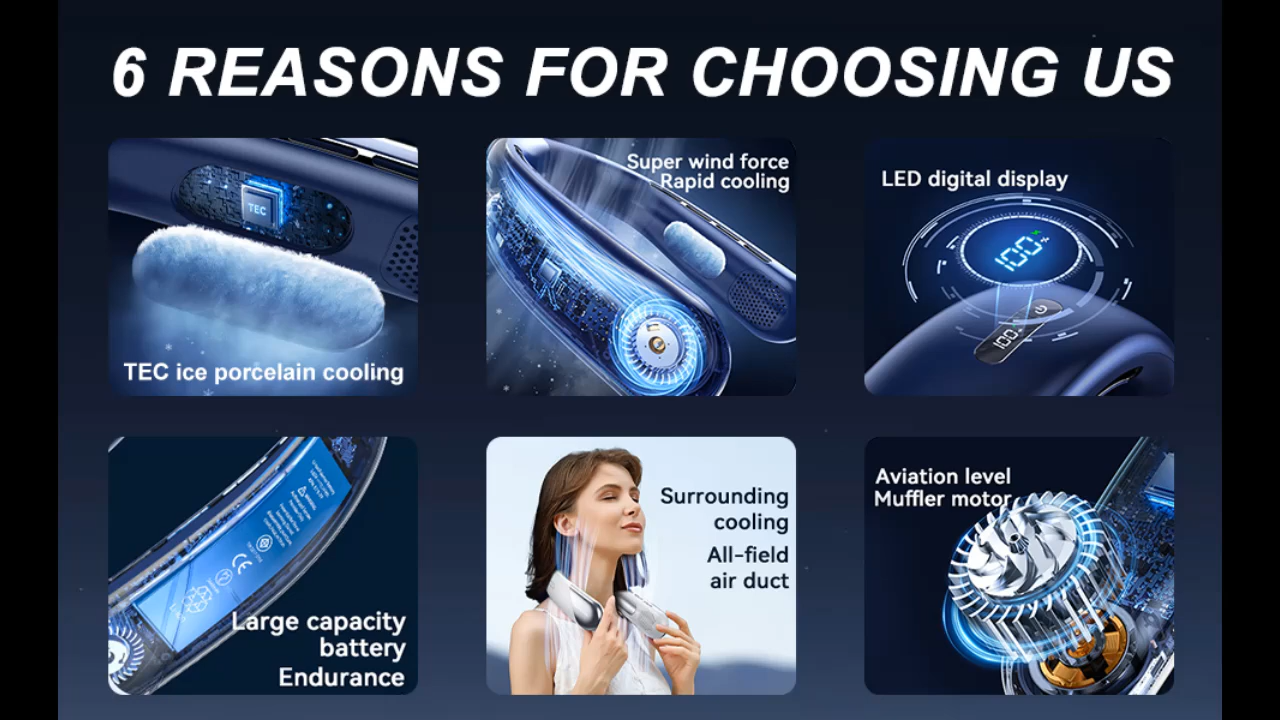 6 REASONS FOR CHOOSING US
TEC
TEC ice porcelain cooling
Super wind force
Rapid cooling
LED digital display
100%
100%
Large capacity
battery
Endurance
Surrounding
cooling
All-field
air duct
Aviation level
Muffler motor